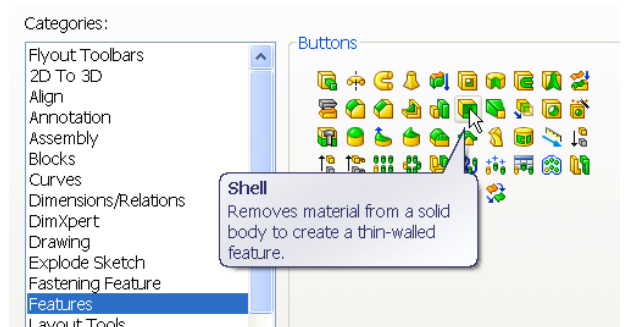 Categories:
Flyout Toolbars
2D To 3D
Align
Annotation
Assembly
Blocks
Curves
Dimensions/Relations
DimXpert
Drawing
Explode Sketch
Fastening Feature
Features
Layout Tools
Buttons
Shell
Removes material from a solid
body to create a thin-walled
feature.